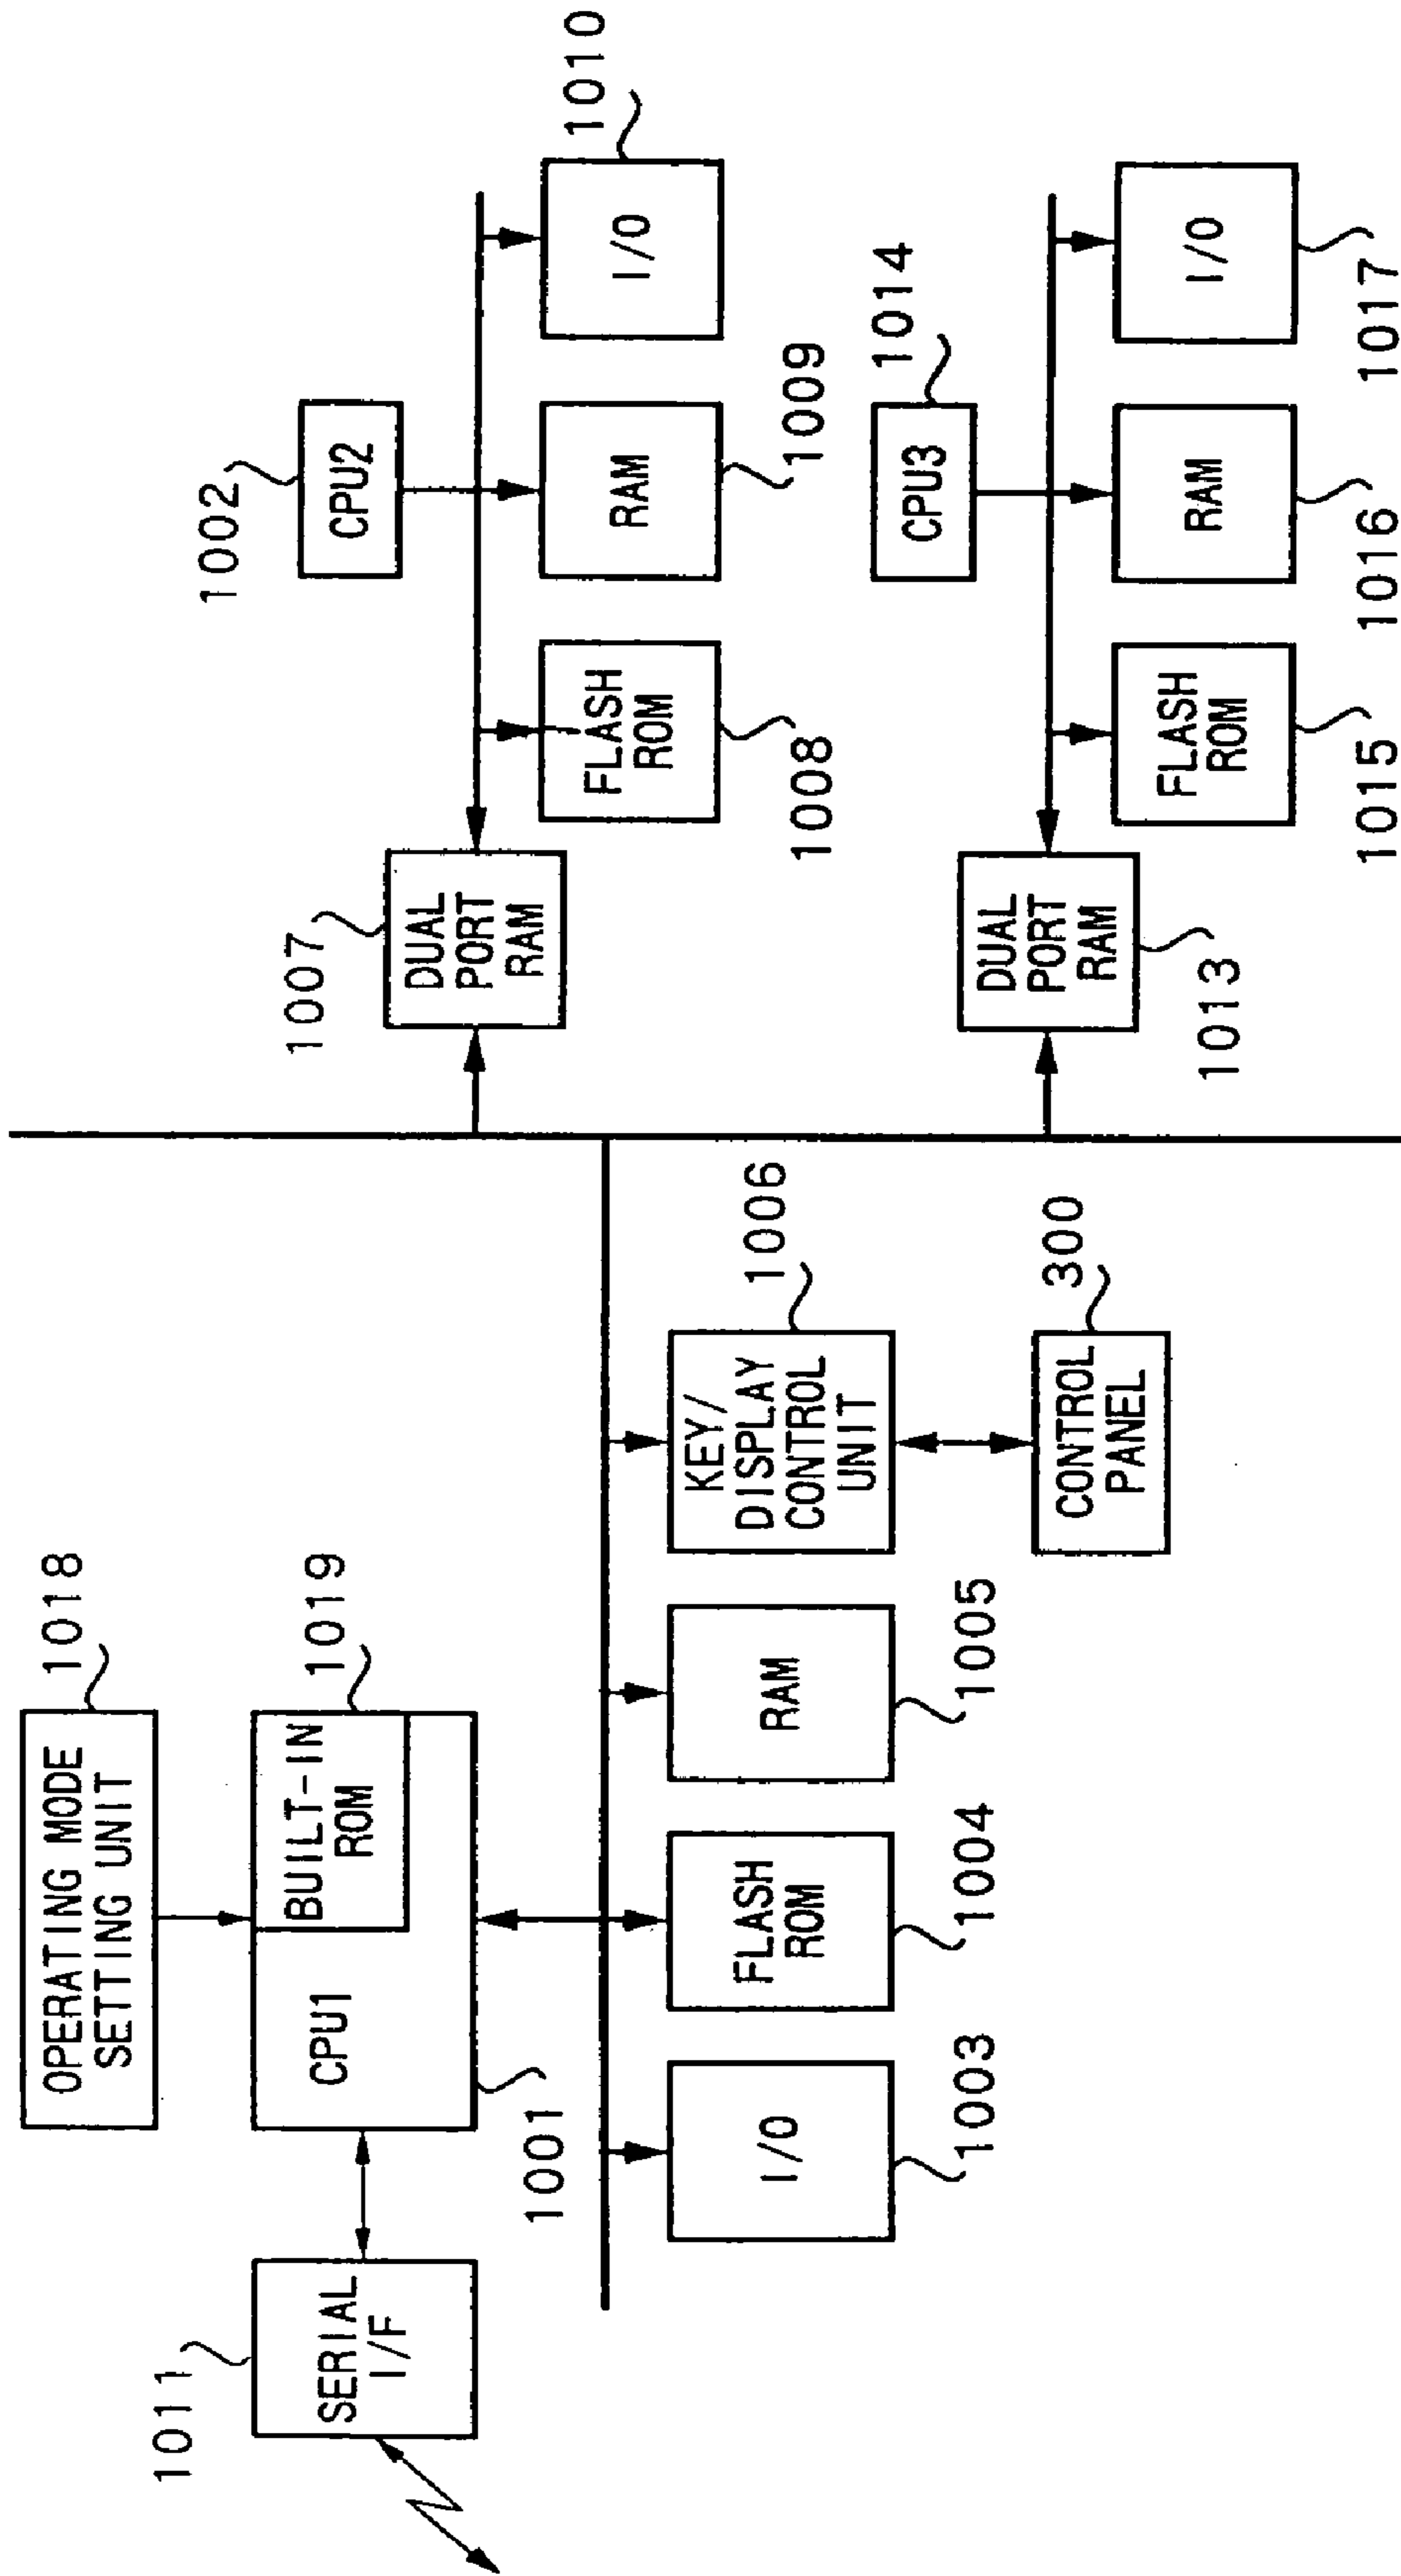 OPERATING MODE
SETTING UNIT
1018
1011
SERIAL
I/F
CPU1
BUILT-IN
ROM
1019
1001
I/O
1003
FLASH
ROM
1004
RAM
1005
KEY/
DISPLAY
CONTROL
UNIT
1006
CONTROL
PANEL
300
1007
DUAL
PORT
RAM
1002
CPU2
FLASH
ROM
1008
RAM
1009
I/O
1010
DUAL
PORT
RAM
1013
CPU3
1014
FLASH
ROM
1015
RAM
1016
I/O
1017